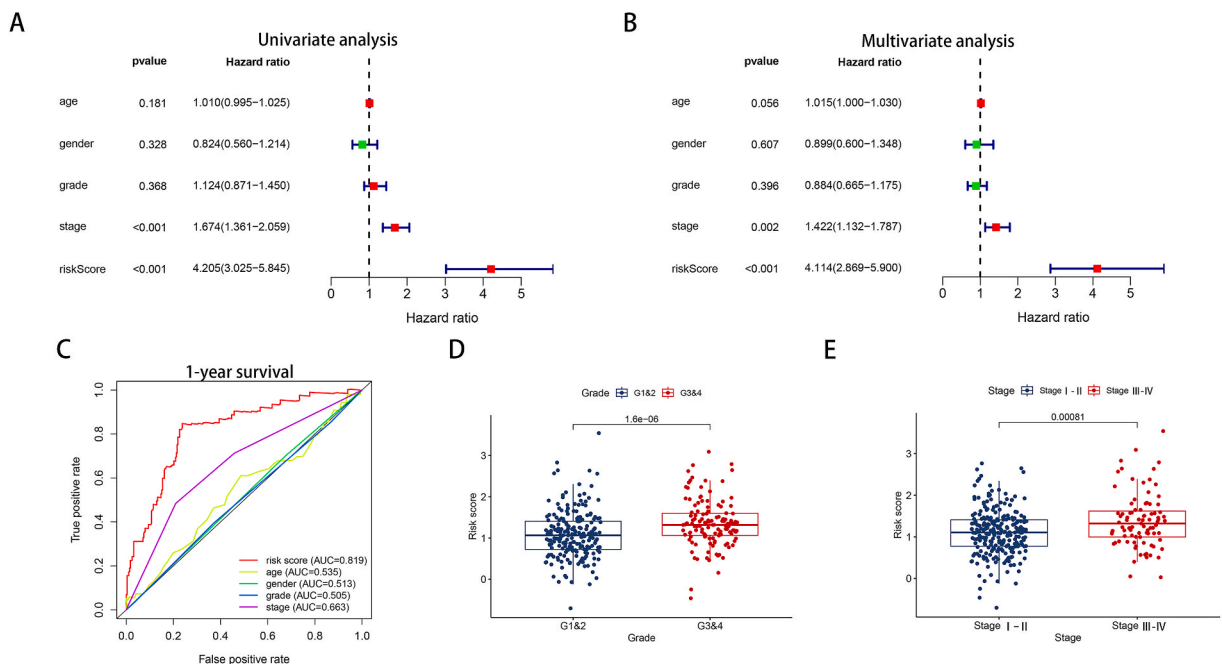 A
Univariate analysis
pvalue Hazard ratio
age 0.181 1.010(0.995−1.025)
gender 0.328 0.824(0.560−1.214)
grade 0.368 1.124(0.871−1.450)
stage <0.001 1.674(1.361−2.059)
riskScore <0.001 4.205(3.025−5.845)
0 1 2 3 4 5
Hazard ratio
B
Multivariate analysis
pvalue Hazard ratio
age 0.056 1.015(1.000−1.030)
gender 0.607 0.899(0.600−1.348)
grade 0.396 0.884(0.665−1.175)
stage 0.002 1.422(1.132−1.787)
riskScore <0.001 4.114(2.869−5.900)
0 1 2 3 4 5
Hazard ratio
C
1-year survival
True positive rate
1.0
0.8
0.6
0.4
0.2
0.0
risk score (AUC=0.819)
age (AUC=0.535)
gender (AUC=0.513)
grade (AUC=0.505)
stage (AUC=0.663)
0.0 0.2 0.4 0.6 0.8 1.0
False positive rate
D
Grade G1&2 G3&4
1.6e−06
Risk score
3
2
1
0
G1&2 G3&4
Grade
E
Stage Stage Ⅰ-Ⅱ Stage Ⅲ-Ⅳ
0.00081
Risk score
3
2
1
0
Stage Ⅰ-Ⅱ Stage Ⅲ-Ⅳ
Stage